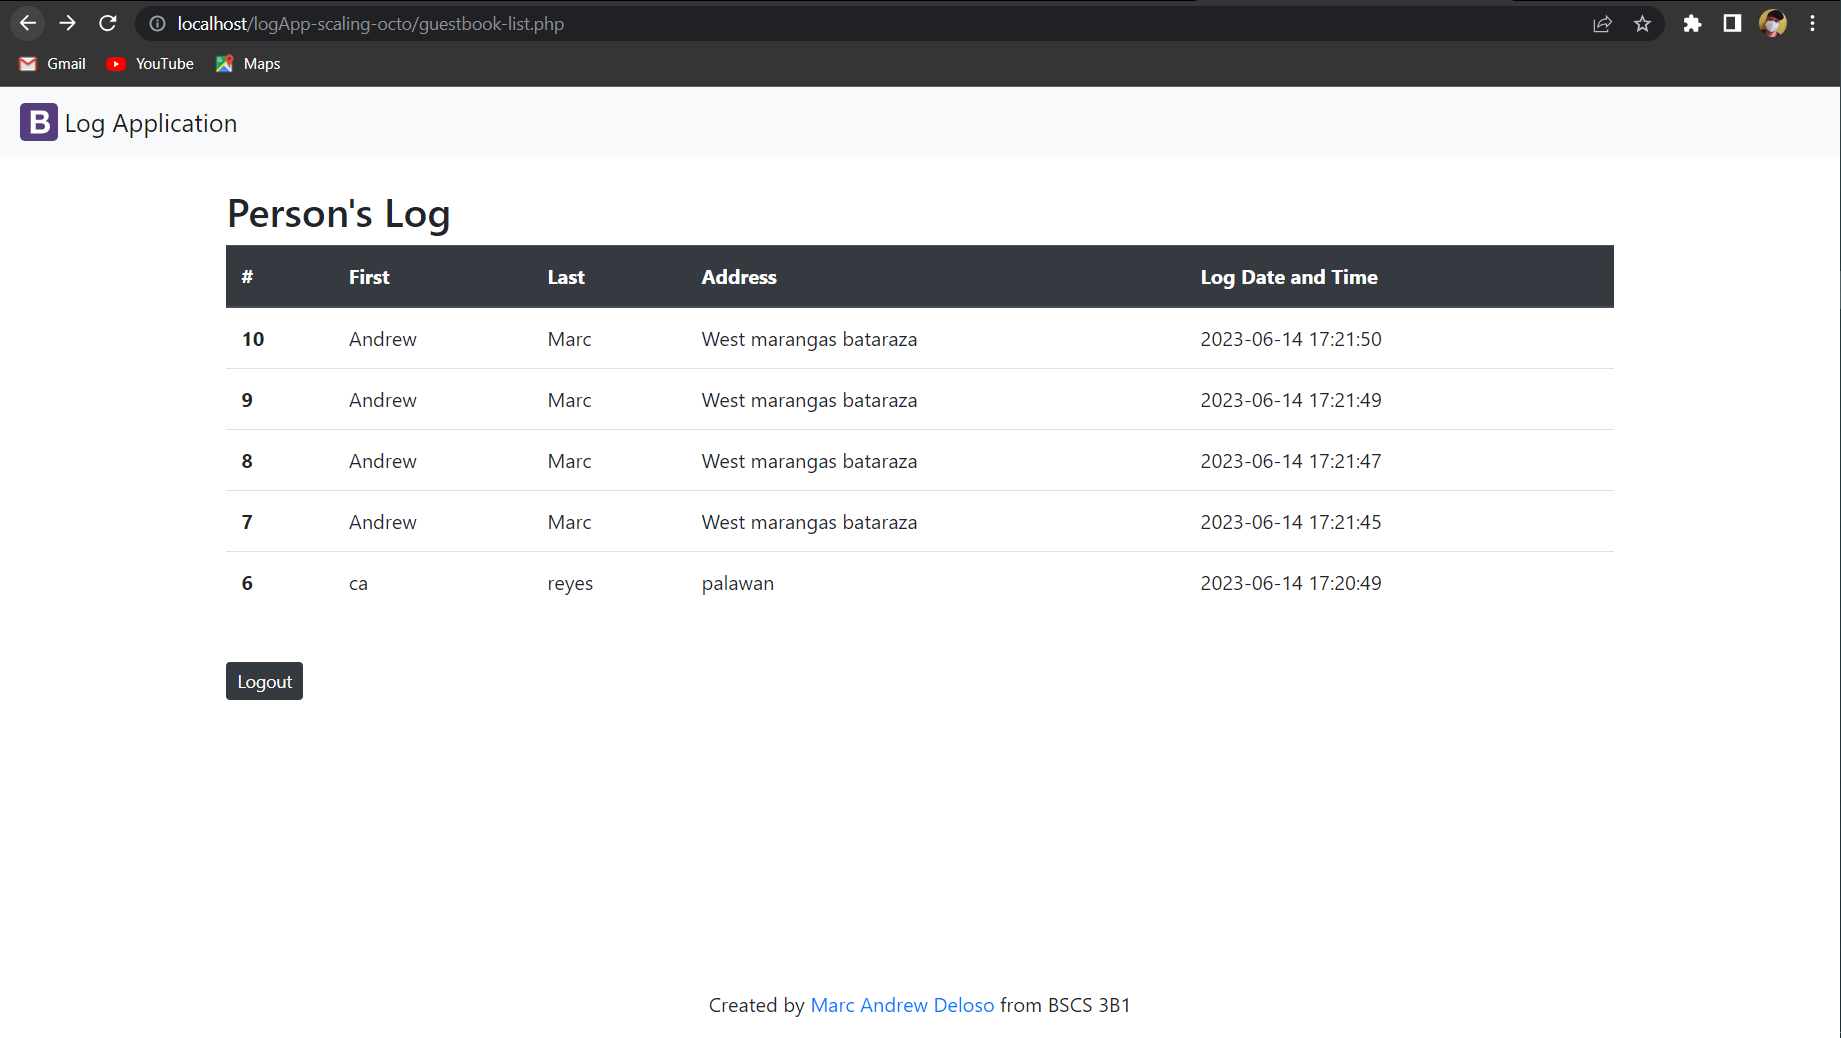 localhost/logApp-scaling-octo/guestbook-list.php
Gmail YouTube Maps
B Log Application
Person's Log
# First Last Address Log Date and Time
10 Andrew Marc West marangas bataraza 2023-06-14 17:21:50
9 Andrew Marc West marangas bataraza 2023-06-14 17:21:49
8 Andrew Marc West marangas bataraza 2023-06-14 17:21:47
7 Andrew Marc West marangas bataraza 2023-06-14 17:21:45
6 ca reyes palawan 2023-06-14 17:20:49
Logout
Created by Marc Andrew Deloso from BSCS 3B1